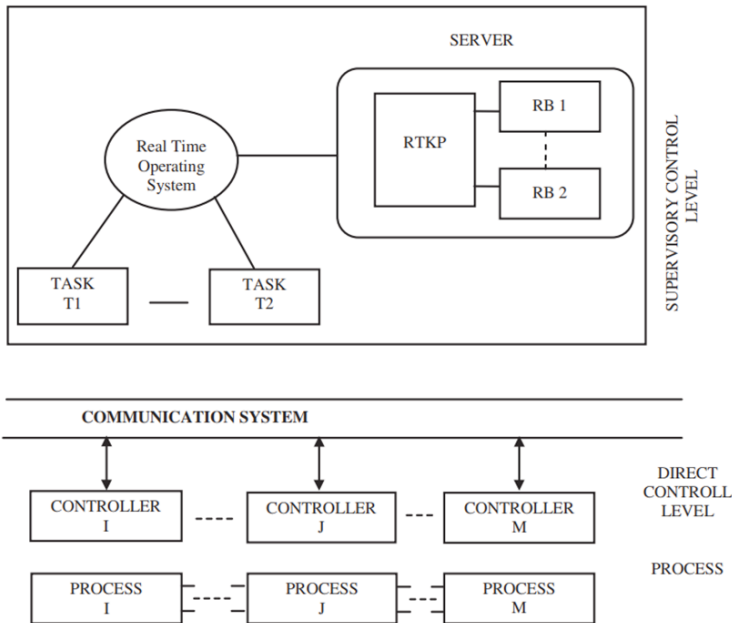 SERVER
RB 1
RTKP
RB 2
Real Time
Operating
System
TASK
T1
TASK
T2
SUPERVISORY CONTROL
LEVEL
COMMUNICATION SYSTEM
CONTROLLER
I
CONTROLLER
J
CONTROLLER
M
DIRECT
CONTROLL
LEVEL
PROCESS
I
PROCESS
J
PROCESS
M
PROCESS